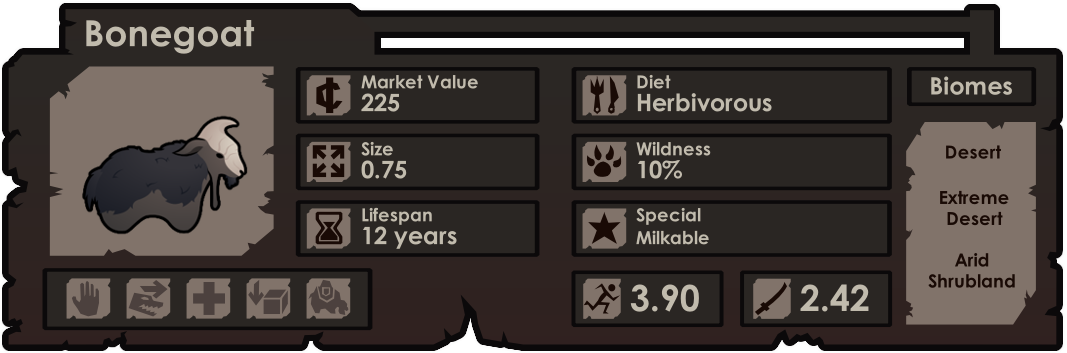 Bonegoat
Market Value
225
Size
0.75
Lifespan
12 years
Diet
Herbivorous
Wildness
10%
Special
Milkable
3.90
2.42
Biomes
Desert
Extreme
Desert
Arid
Shrubland